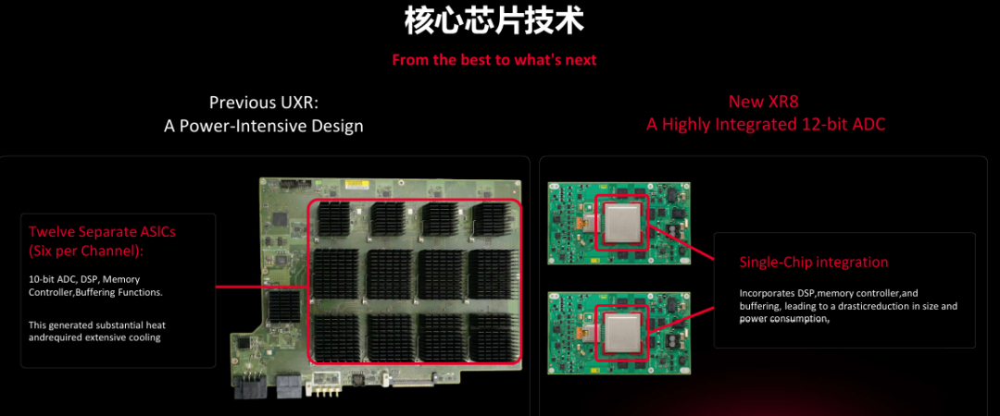 核心芯片技术
From the best to what's next
Previous UXR:
A Power-Intensive Design
New XR8
A Highly Integrated 12-bit ADC
Twelve Separate ASICs
(Six per Channel):
10-bit ADC, DSP, Memory
Controller,Buffering Functions.
This generated substantial heat
andrequired extensive cooling
Single-Chip integration
Incorporates DSP,memory controller,and
buffering, leading to a drasticreduction in size and
power consumption。